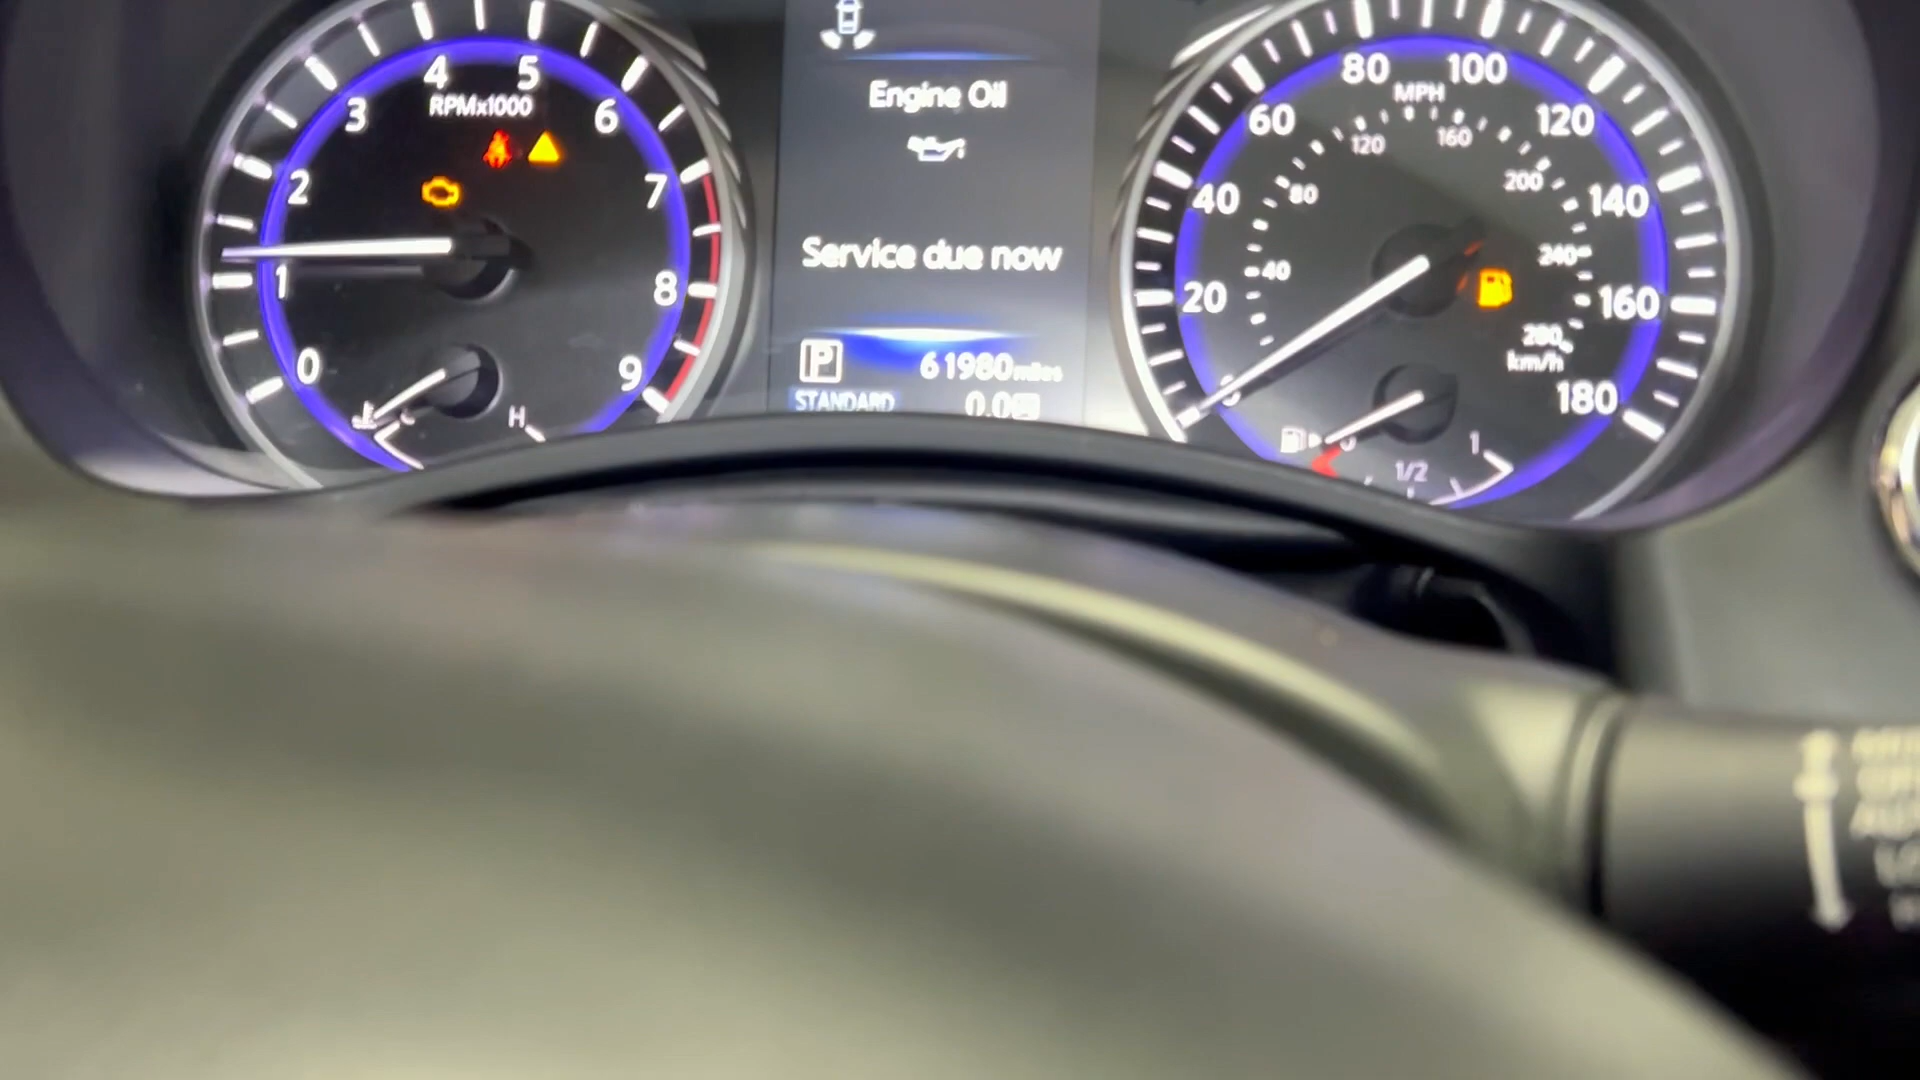 4 5
3 RPMx1000 6
2 7
1 8
0 9
C H
Engine Oil
Service due now
P 61980 miles
STANDARD 0.0
80 100
MPH
60 120 160 120
40 80 200 140
20 40 240 160
0 280 km/h 180
0 1/2 1